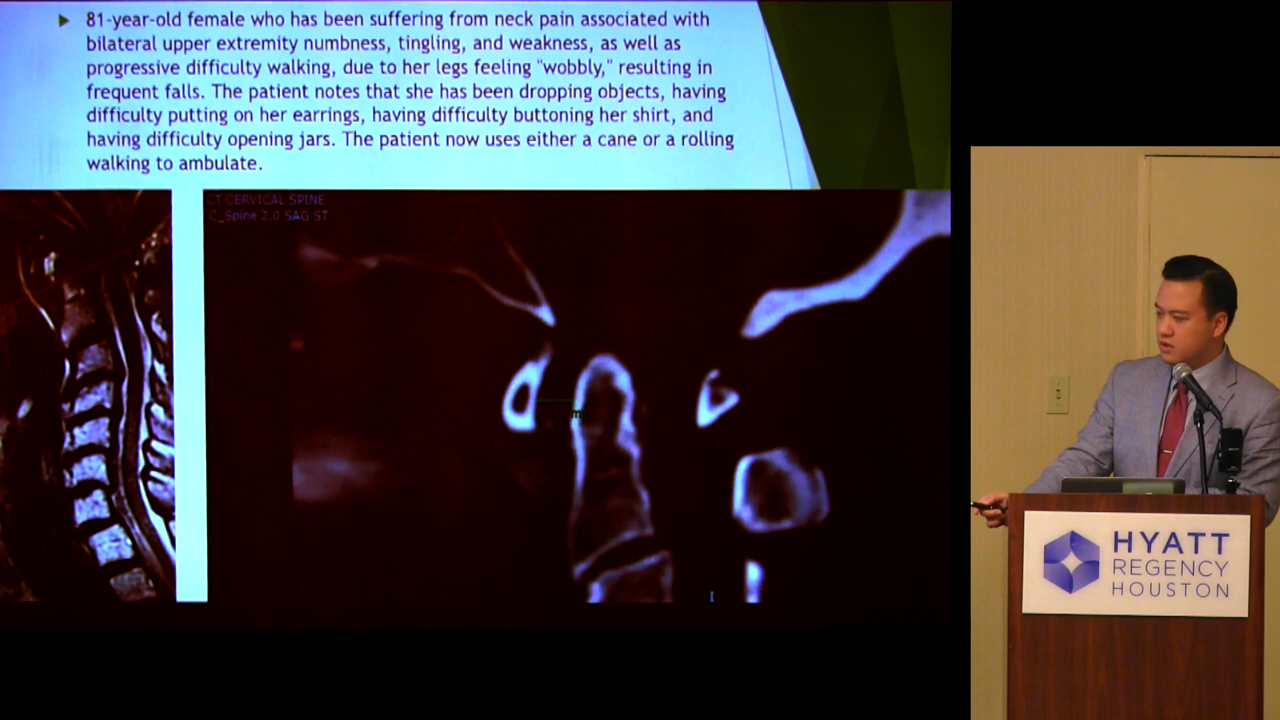 81-year-old female who has been suffering from neck pain associated with
bilateral upper extremity numbness, tingling, and weakness, as well as
progressive difficulty walking, due to her legs feeling "wobbly," resulting in
frequent falls. The patient notes that she has been dropping objects, having
difficulty putting on her earrings, having difficulty buttoning her shirt, and
having difficulty opening jars. The patient now uses either a cane or a rolling
walking to ambulate.
CT CERVICAL SPINE
C_Spine 2.0 SAG ST
HYATT
REGENCY
HOUSTON